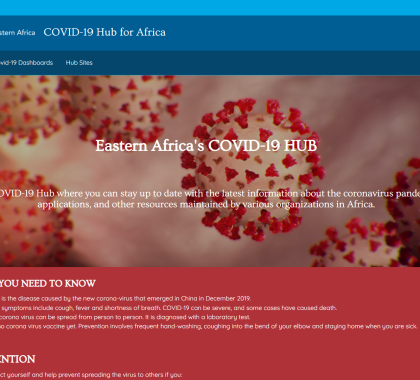 stern Africa COVID-19 Hub for Africa
vid-19 Dashboards Hub Sites
Eastern Africa's COVID-19 HUB
OVID-19 Hub where you can stay up to date with the latest information about the coronavirus pande
applications, and other resources maintained by various organizations in Africa.
YOU NEED TO KNOW
is the disease caused by the new corona-virus that emerged in China in December 2019.
symptoms include cough, fever and shortness of breath. COVID-19 can be severe, and some cases have caused death.
corona virus can be spread from person to person. It is diagnosed with a laboratory test.
no corona virus vaccine yet. Prevention involves frequent hand-washing, coughing into the bend of your elbow and staying home when you are sick.
ENTION
ct yourself and help prevent spreading the virus to others if you: